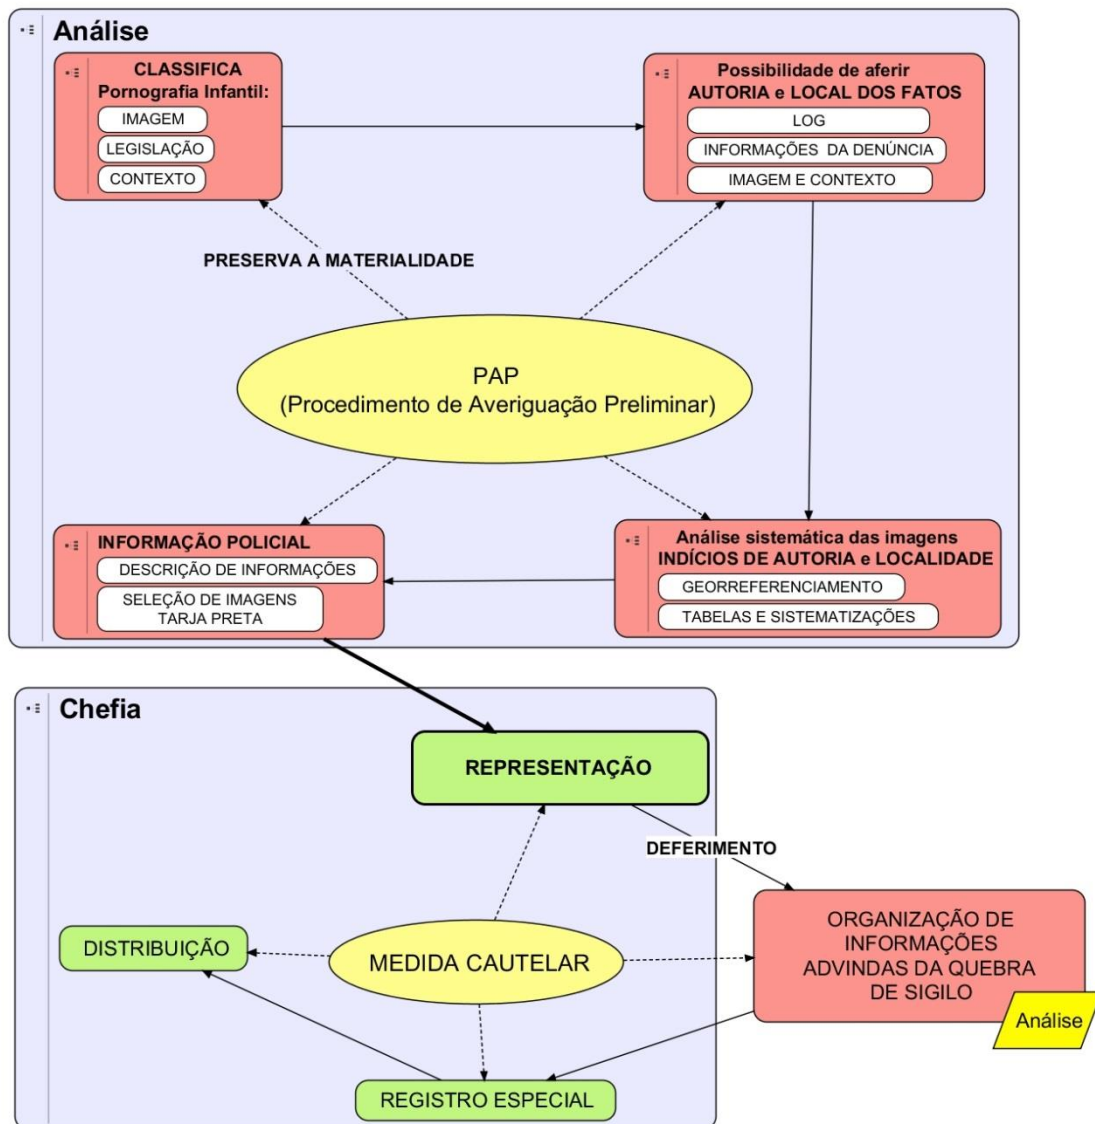 Análise
CLASSIFICA
Pornografia Infantil:
IMAGEM
LEGISLAÇÃO
CONTEXTO
Possibilidade de aferir
AUTORIA e LOCAL DOS FATOS
LOG
INFORMAÇÕES DA DENÚNCIA
IMAGEM E CONTEXTO
PRESERVA A MATERIALIDADE
PAP
(Procedimento de Averiguação Preliminar)
INFORMAÇÃO POLICIAL
DESCRIÇÃO DE INFORMAÇÕES
SELEÇÃO DE IMAGENS
TARJA PRETA
Análise sistemática das imagens
INDÍCIOS DE AUTORIA e LOCALIDADE
GEORREFERENCIAMENTO
TABELAS E SISTEMATIZAÇÕES
Chefia
REPRESENTAÇÃO
DEFERIMENTO
DISTRIBUIÇÃO
MEDIDA CAUTELAR
ORGANIZAÇÃO DE
INFORMAÇÕES
ADVINDAS DA QUEBRA
DE SIGILO
Análise
REGISTRO ESPECIAL